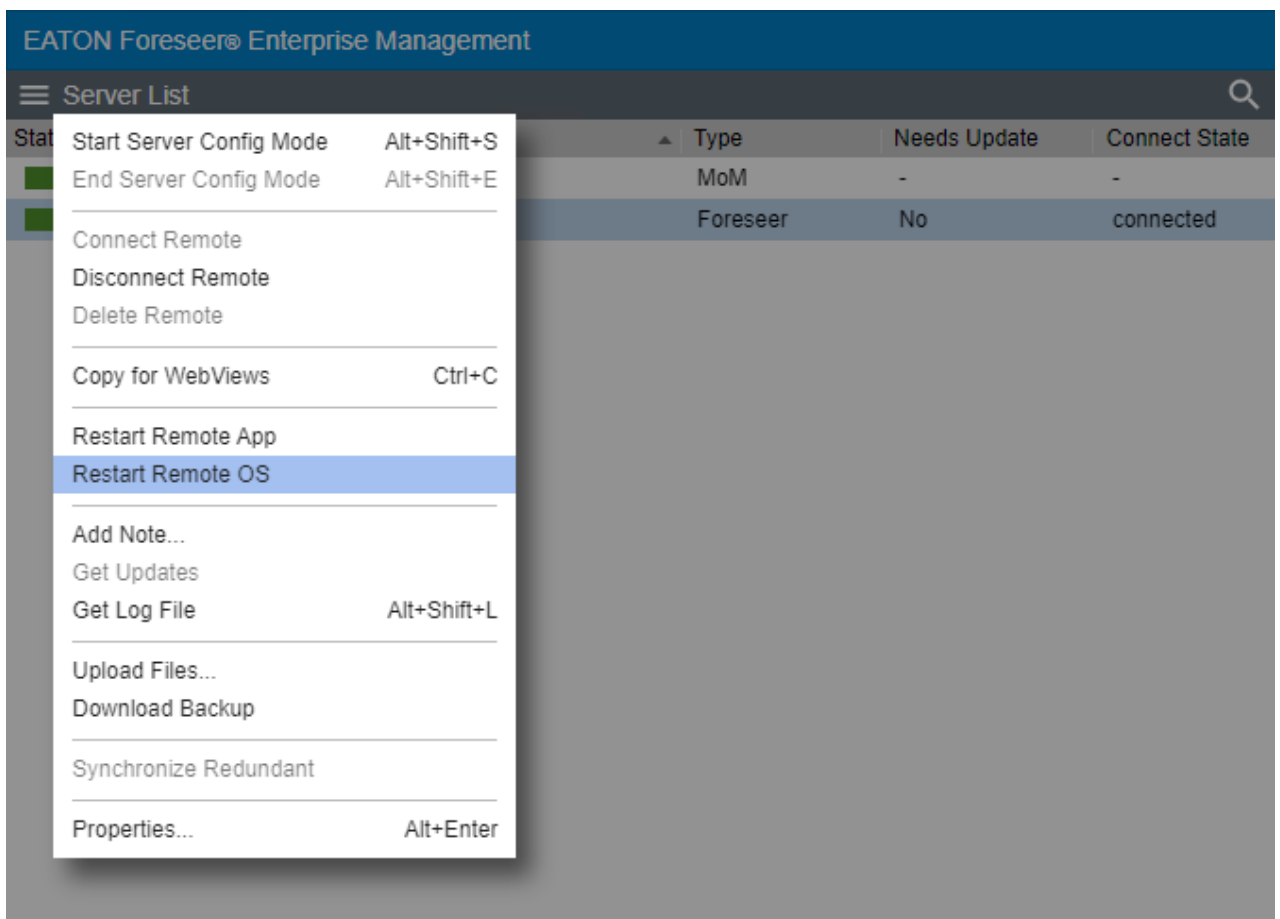 EATON Foreseer® Enterprise Management
Server List
Stat Type Needs Update Connect State
MoM - -
Foreseer No connected
Start Server Config Mode Alt+Shift+S
End Server Config Mode Alt+Shift+E
Connect Remote
Disconnect Remote
Delete Remote
Copy for WebViews Ctrl+C
Restart Remote App
Restart Remote OS
Add Note...
Get Updates
Get Log File Alt+Shift+L
Upload Files...
Download Backup
Synchronize Redundant
Properties... Alt+Enter